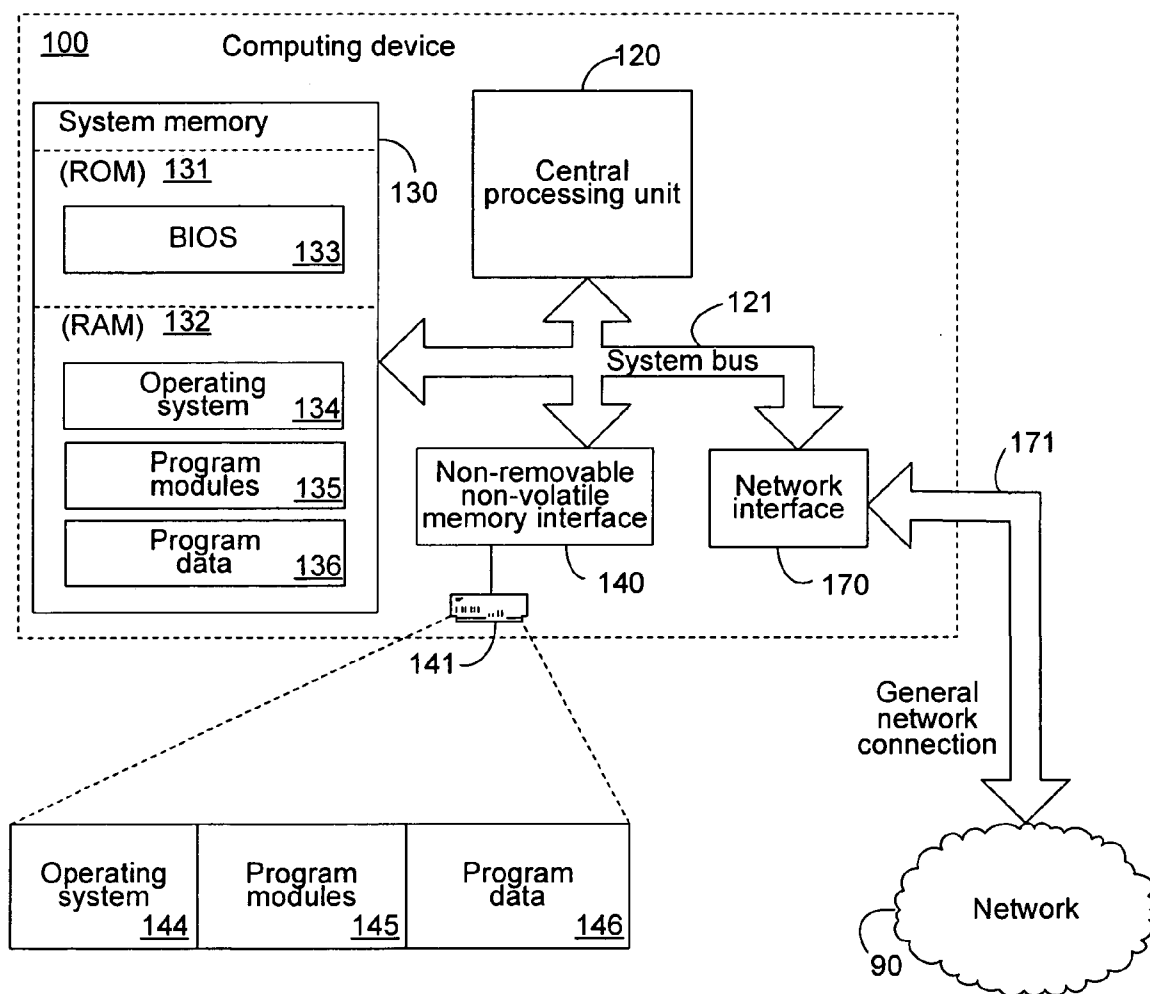 100
Computing device
120
System memory
130
(ROM) 131
BIOS
133
Central
processing unit
(RAM) 132
Operating
system
134
Program
modules
135
Program
data
136
121
System bus
Non-removable
non-volatile
memory interface
140
141
Network
interface
170
171
General
network
connection
Operating
system
144
Program
modules
145
Program
data
146
Network
90